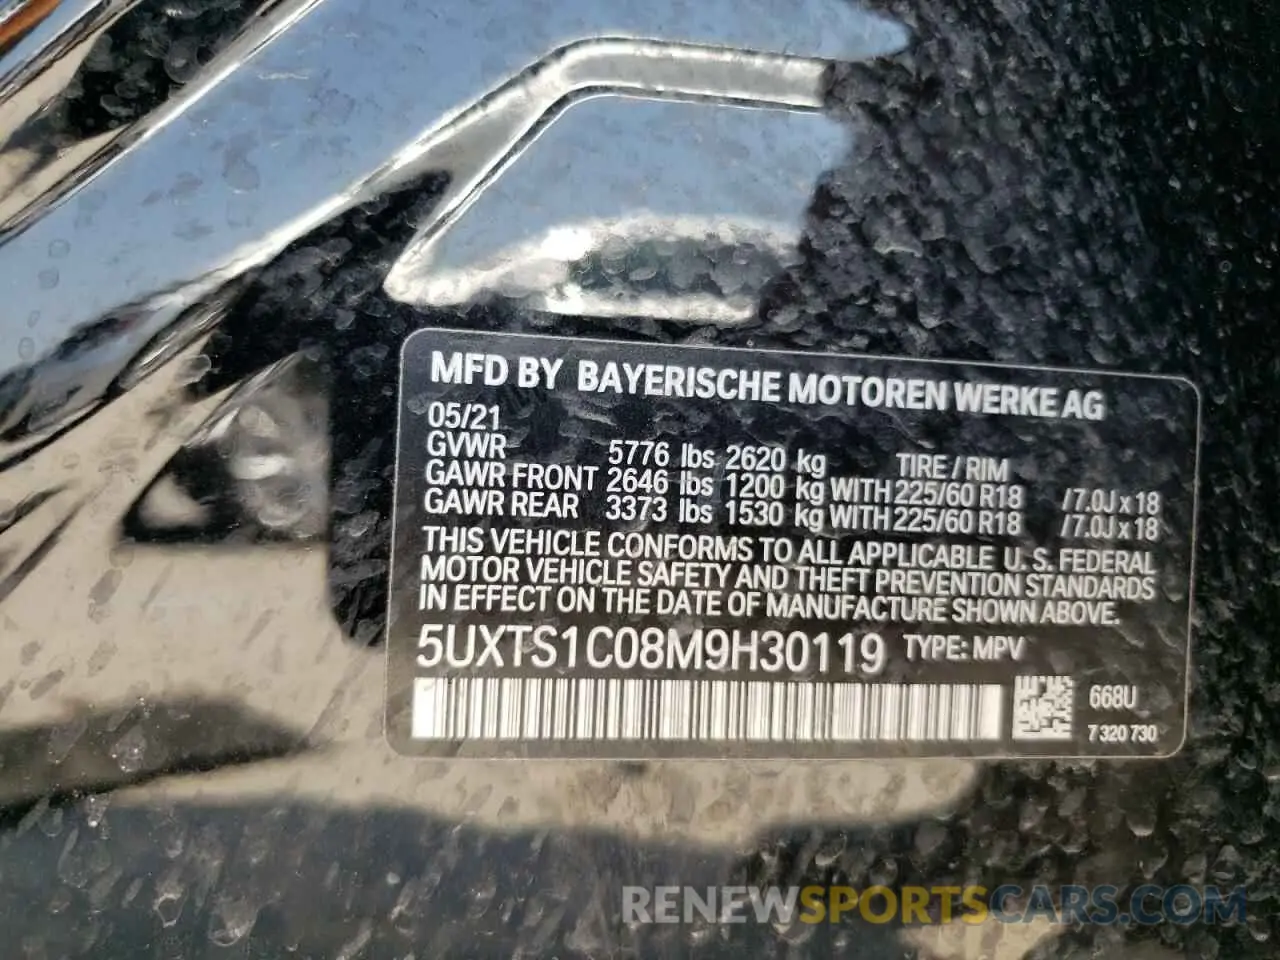 MFD BY BAYERISCHE MOTOREN WERKE AG
05/21
GVWR 5776 lbs 2620 kg TIRE / RIM
GAWR FRONT 2646 lbs 1200 kg WITH 225/60 R18 /7.0J x 18
GAWR REAR 3373 lbs 1530 kg WITH 225/60 R18 /7.0J x 18
THIS VEHICLE CONFORMS TO ALL APPLICABLE U. S. FEDERAL
MOTOR VEHICLE SAFETY AND THEFT PREVENTION STANDARDS
IN EFFECT ON THE DATE OF MANUFACTURE SHOWN ABOVE.
5UXTS1C08M9H30119 TYPE: MPV
668U
7 320 730
RENEWSPORTSCARS.COM